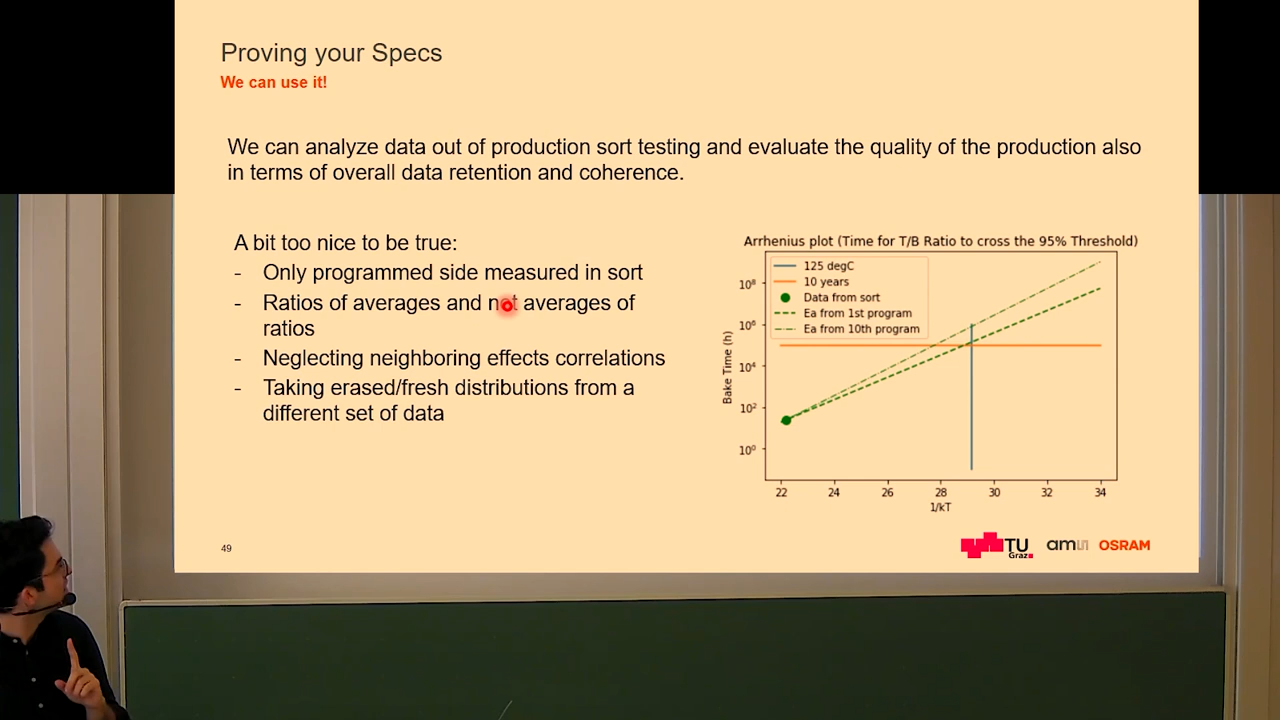 Proving your Specs
We can use it!
We can analyze data out of production sort testing and evaluate the quality of the production also
in terms of overall data retention and coherence.
A bit too nice to be true:
- Only programmed side measured in sort
- Ratios of averages and not averages of
ratios
- Neglecting neighboring effects correlations
- Taking erased/fresh distributions from a
different set of data
Arrhenius plot (Time for T/B Ratio to cross the 95% Threshold)
125 degC
10 years
Data from sort
Ea from 1st program
Ea from 10th program
Bake Time (h)
10⁸
10⁶
10⁴
10²
10⁰
22 24 26 28 30 32 34
1/kT
49
TU
Graz
amu OSRAM